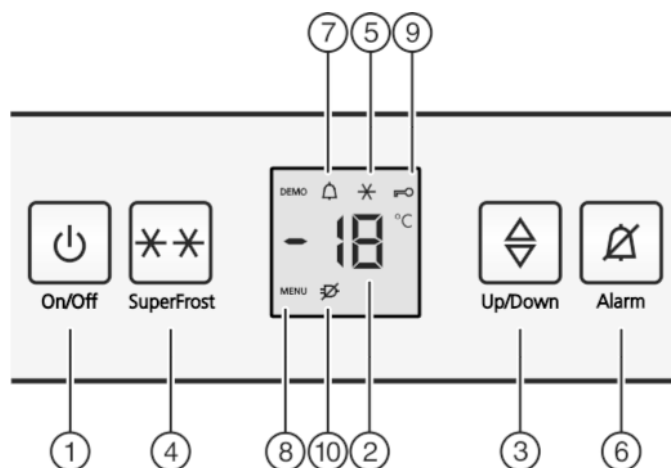 7 5 9
DEMO
-18 °C
MENU
On/Off SuperFrost Up/Down Alarm
1 4 8 10 2 3 6